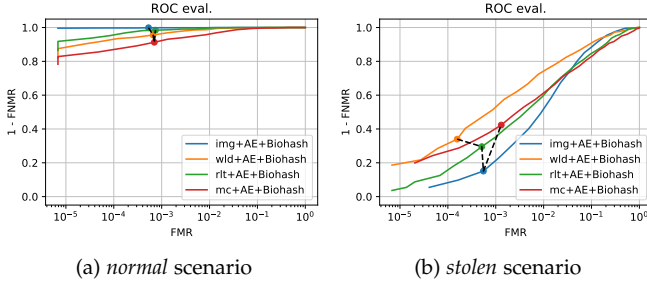 ROC eval.
1.0
0.8
0.6
0.4
0.2
0.0
1 - FNMR
img+AE+Biohash
wld+AE+Biohash
rlt+AE+Biohash
mc+AE+Biohash
10⁻⁵ 10⁻⁴ 10⁻³ 10⁻² 10⁻¹ 10⁰
FMR
(a) normal scenario
ROC eval.
1.0
0.8
0.6
0.4
0.2
0.0
1 - FNMR
img+AE+Biohash
wld+AE+Biohash
rlt+AE+Biohash
mc+AE+Biohash
10⁻⁵ 10⁻⁴ 10⁻³ 10⁻² 10⁻¹ 10⁰
FMR
(b) stolen scenario